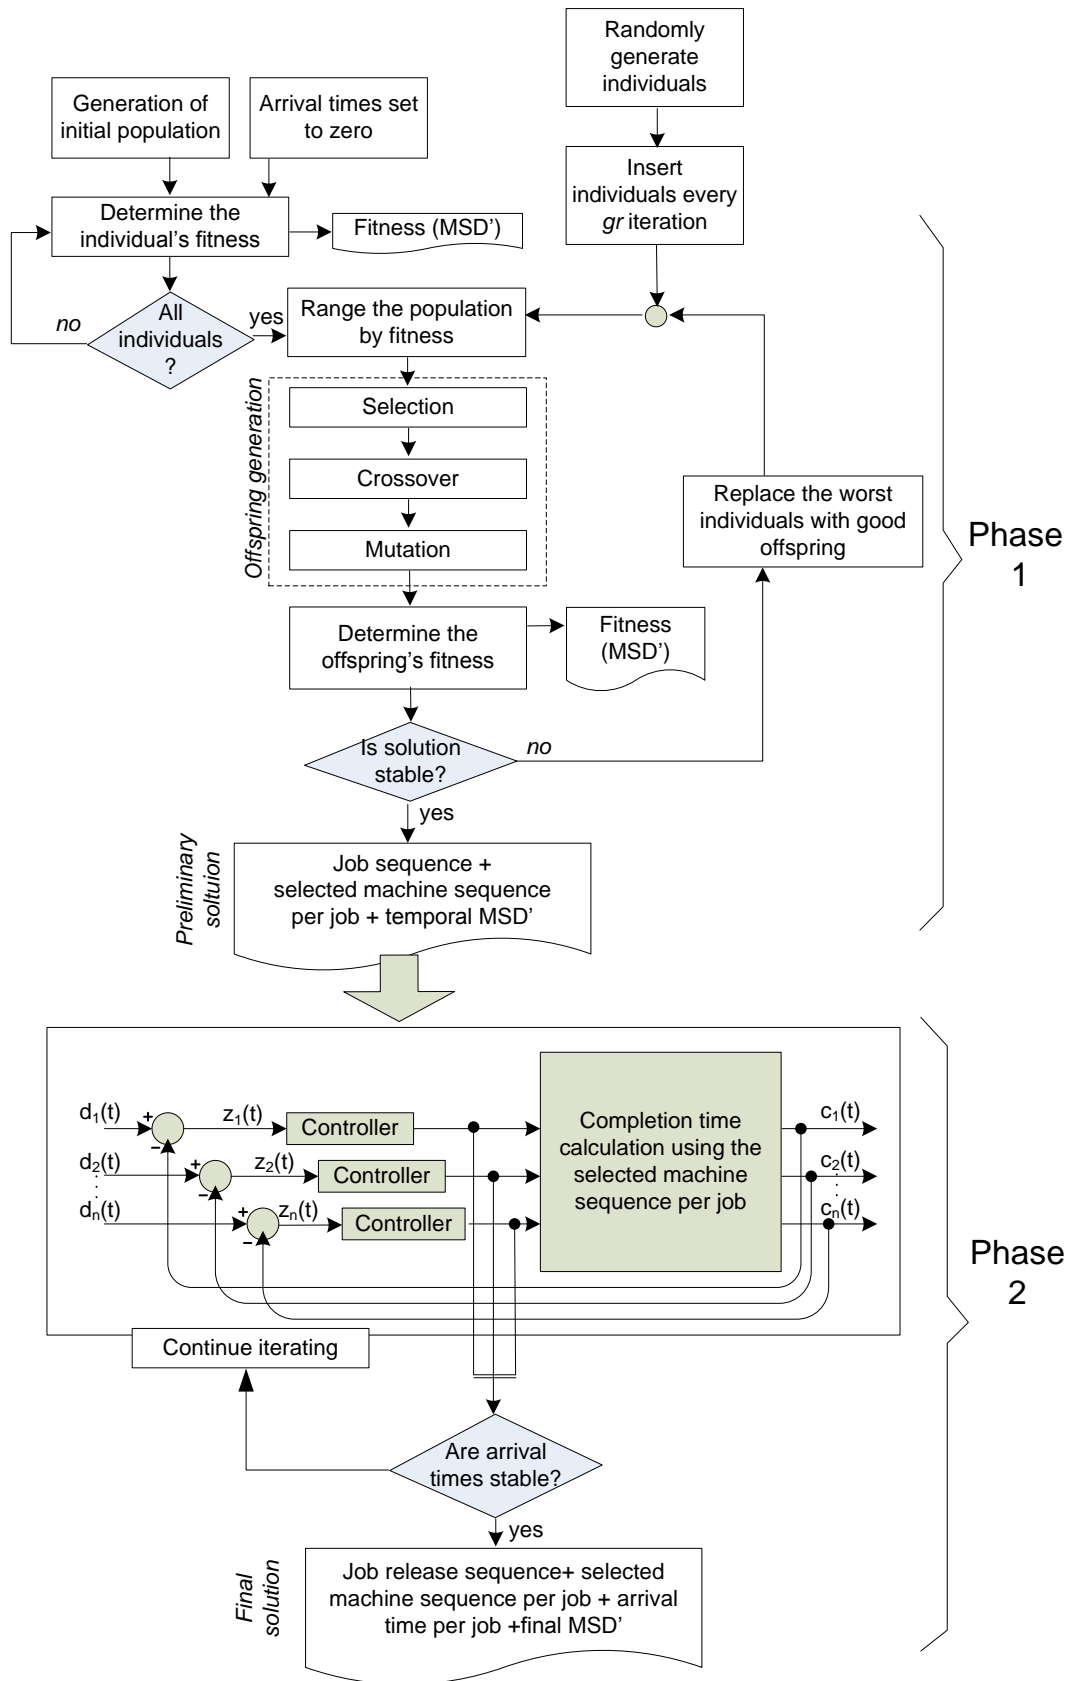 Randomly
generate
individuals
Generation of
initial population
Arrival times set
to zero
Insert
individuals every
gr iteration
Determine the
individual's fitness
Fitness (MSD')
All
individuals
?
no
yes
Range the population
by fitness
Offspring generation
Selection
Crossover
Mutation
Replace the worst
individuals with good
offspring
Phase
1
Determine the
offspring's fitness
Fitness
(MSD')
Is solution
stable?
no
yes
Preliminary
soltuion
Job sequence +
selected machine sequence
per job + temporal MSD'
d1(t)
+
−
z1(t)
Controller
d2(t)
+
−
z2(t)
Controller
dn(t)
+
−
zn(t)
Controller
Completion time
calculation using the
selected machine
sequence per job
c1(t)
c2(t)
cn(t)
Phase
2
Continue iterating
Are arrival
times stable?
yes
Final
solution
Job release sequence+ selected
machine sequence per job + arrival
time per job +final MSD'